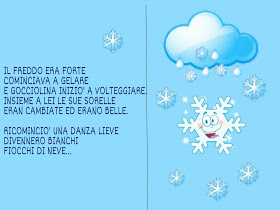 IL FREDDO ERA FORTE
COMINCIAVA A GELARE
E GOCCIOLINA INIZIO' A VOLTEGGIARE.
INSIEME A LEI LE SUE SORELLE
ERAN CAMBIATE ED ERANO BELLE.
RICOMINCIO' UNA DANZA LIEVE
DIVENNERO BIANCHI
FIOCCHI DI NEVE...